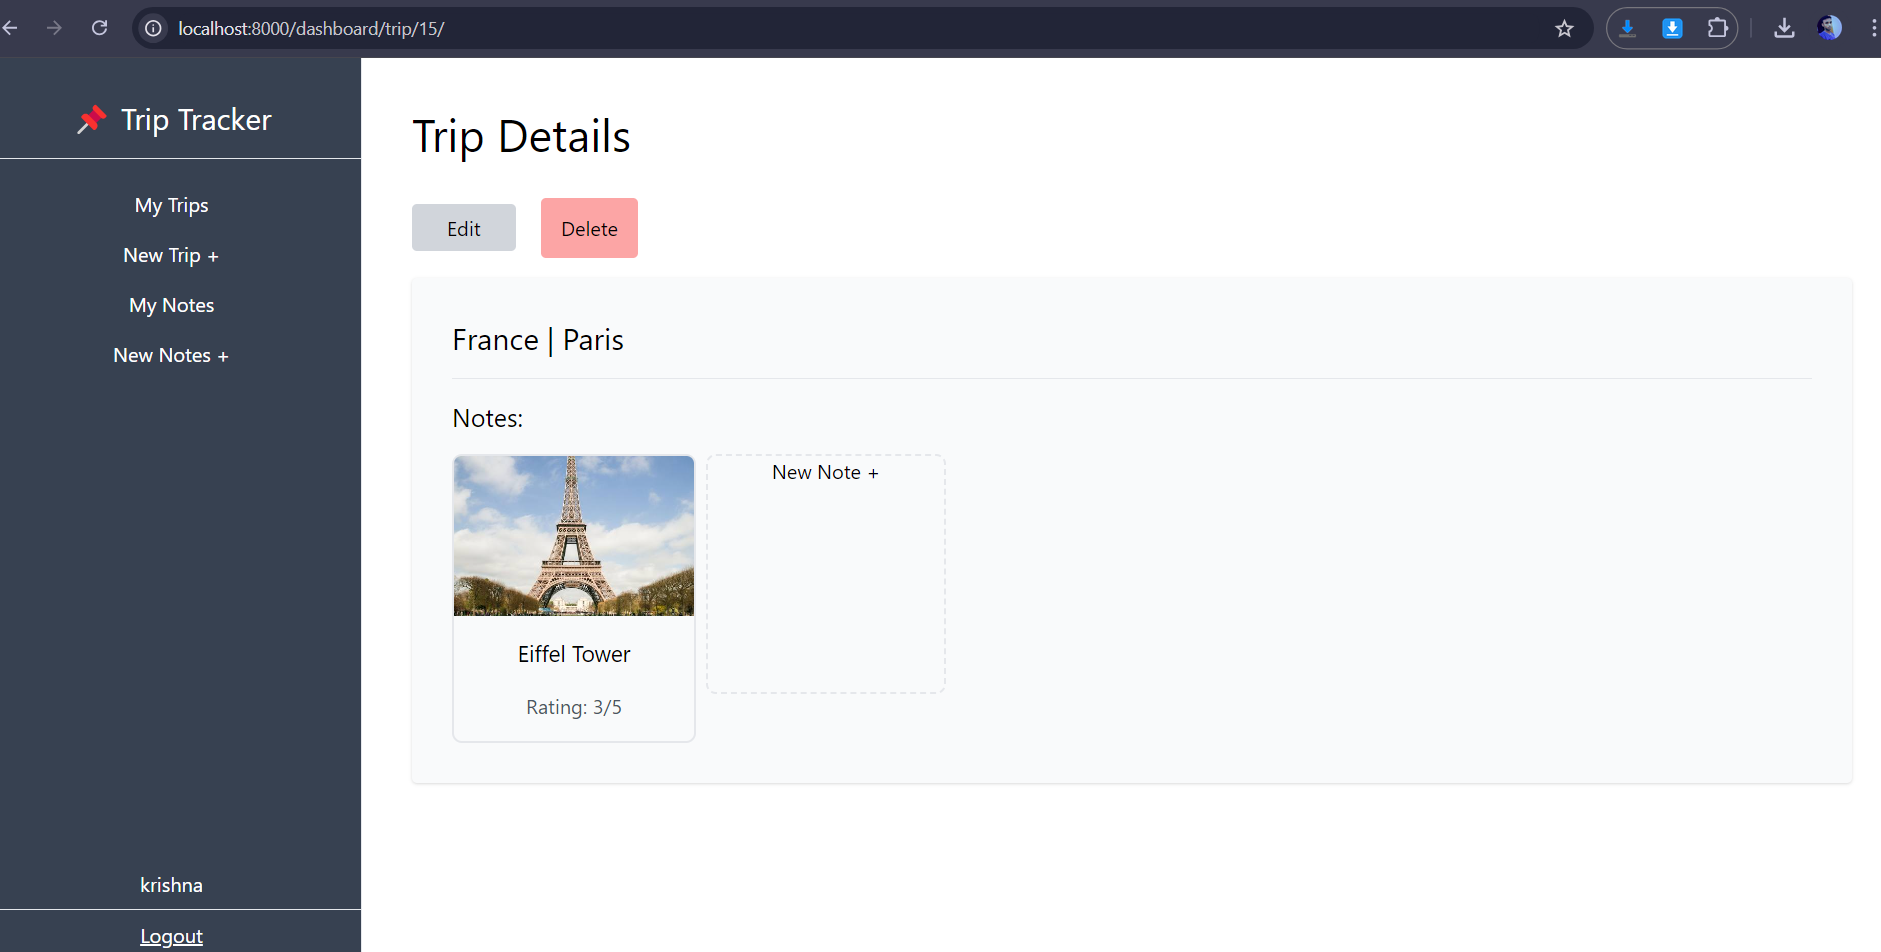 localhost:8000/dashboard/trip/15/
Trip Tracker
My Trips
New Trip +
My Notes
New Notes +
krishna
Logout
Trip Details
Edit Delete
France | Paris
Notes:
New Note +
Eiffel Tower
Rating: 3/5